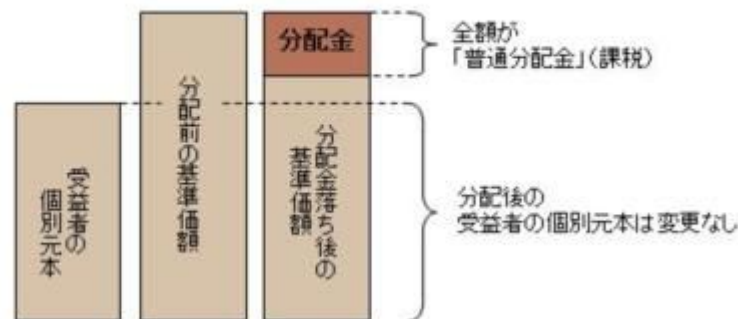 分配金
全額が
「普通分配金」(課税)
受益者の
個別元本
分配前の基準価額
分配金落ち後の
基準価額
分配後の
受益者の個別元本は変更なし